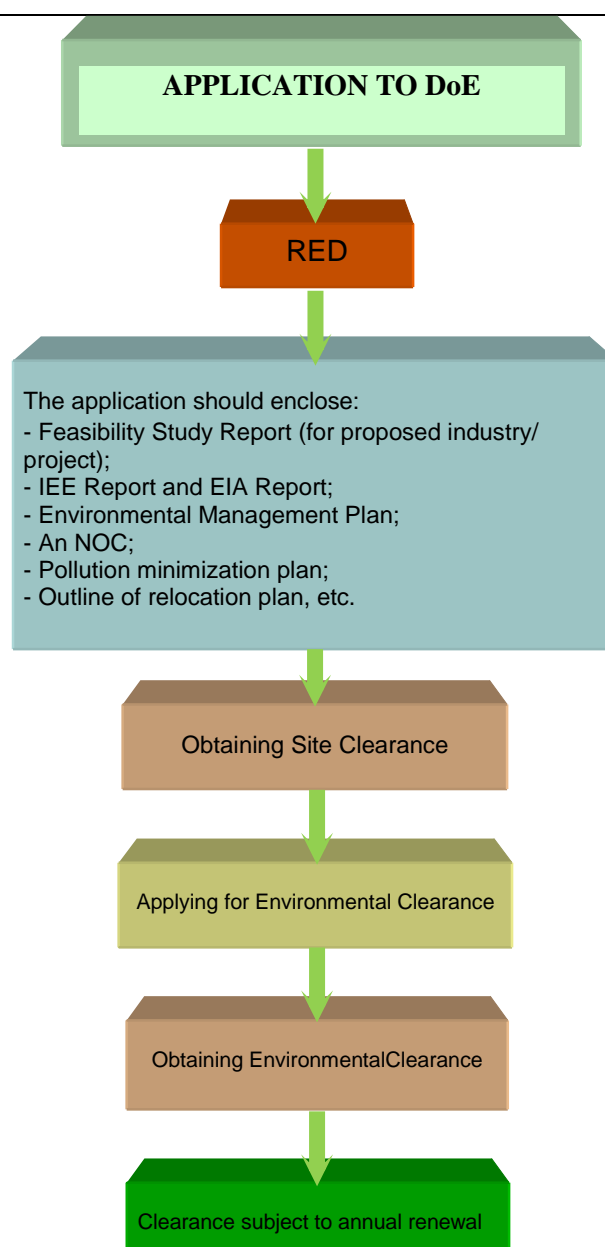 APPLICATION TO DoE
RED
The application should enclose:
- Feasibility Study Report (for proposed industry/
project);
- IEE Report and EIA Report;
- Environmental Management Plan;
- An NOC;
- Pollution minimization plan;
- Outline of relocation plan, etc.
Obtaining Site Clearance
Applying for Environmental Clearance
Obtaining EnvironmentalClearance
Clearance subject to annual renewal